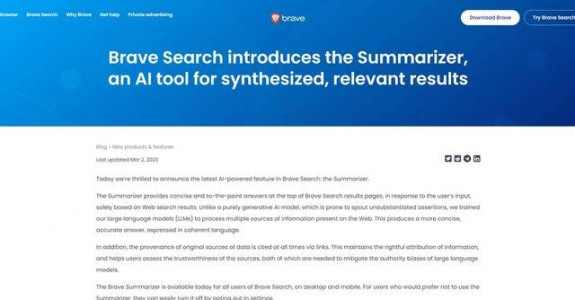 Browser Brave Search Why Brave Get help Private advertising brave Download Brave Try Brave Search
Brave Search introduces the Summarizer,
an AI tool for synthesized, relevant results
Blog > New products & features
Last updated Mar 2, 2023
Today we're thrilled to announce the latest AI-powered feature in Brave Search: the Summarizer.
The Summarizer provides concise and to-the-point answers at the top of Brave Search results pages, in response to the user's input,
solely based on Web search results. Unlike a purely generative AI model, which is prone to spout unsubstantiated assertions, we trained
our large language models (LLMs) to process multiple sources of information present on the Web. This produces a more concise,
accurate answer, expressed in coherent language.
In addition, the provenance of original sources of data is cited at all times via links. This maintains the rightful attribution of information,
and helps users assess the trustworthiness of the sources, both of which are needed to mitigate the authority biases of large language
models.
The Brave Summarizer is available today for all users of Brave Search, on desktop and mobile. For users who would prefer not to use the
Summarizer, they can easily turn it off by opting out in settings.